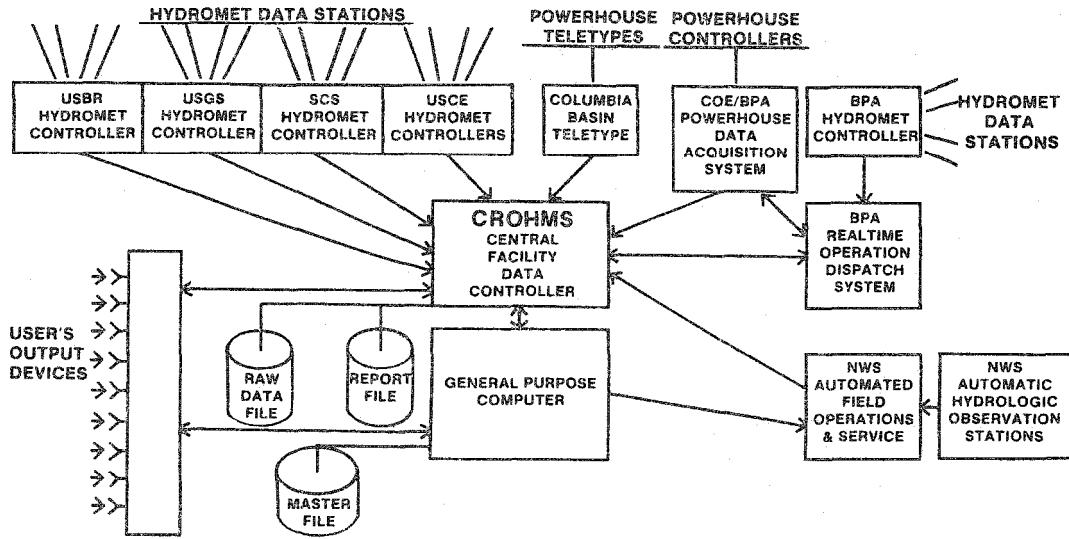 HYDROMET DATA STATIONS
POWERHOUSE
TELETYPES
POWERHOUSE
CONTROLLERS
USBR
HYDROMET
CONTROLLER
USGS
HYDROMET
CONTROLLER
SCS
HYDROMET
CONTROLLER
USCE
HYDROMET
CONTROLLERS
COLUMBIA
BASIN
TELETYPE
COE/BPA
POWERHOUSE
DATA
ACQUISITION
SYSTEM
BPA
HYDROMET
CONTROLLER
HYDROMET
DATA
STATIONS
CROHMS
CENTRAL
FACILITY
DATA
CONTROLLER
BPA
REALTIME
OPERATION
DISPATCH
SYSTEM
USER'S
OUTPUT
DEVICES
RAW
DATA
FILE
REPORT
FILE
GENERAL PURPOSE
COMPUTER
NWS
AUTOMATED
FIELD
OPERATIONS
& SERVICE
NWS
AUTOMATIC
HYDROLOGIC
OBSERVATION
STATIONS
MASTER
FILE